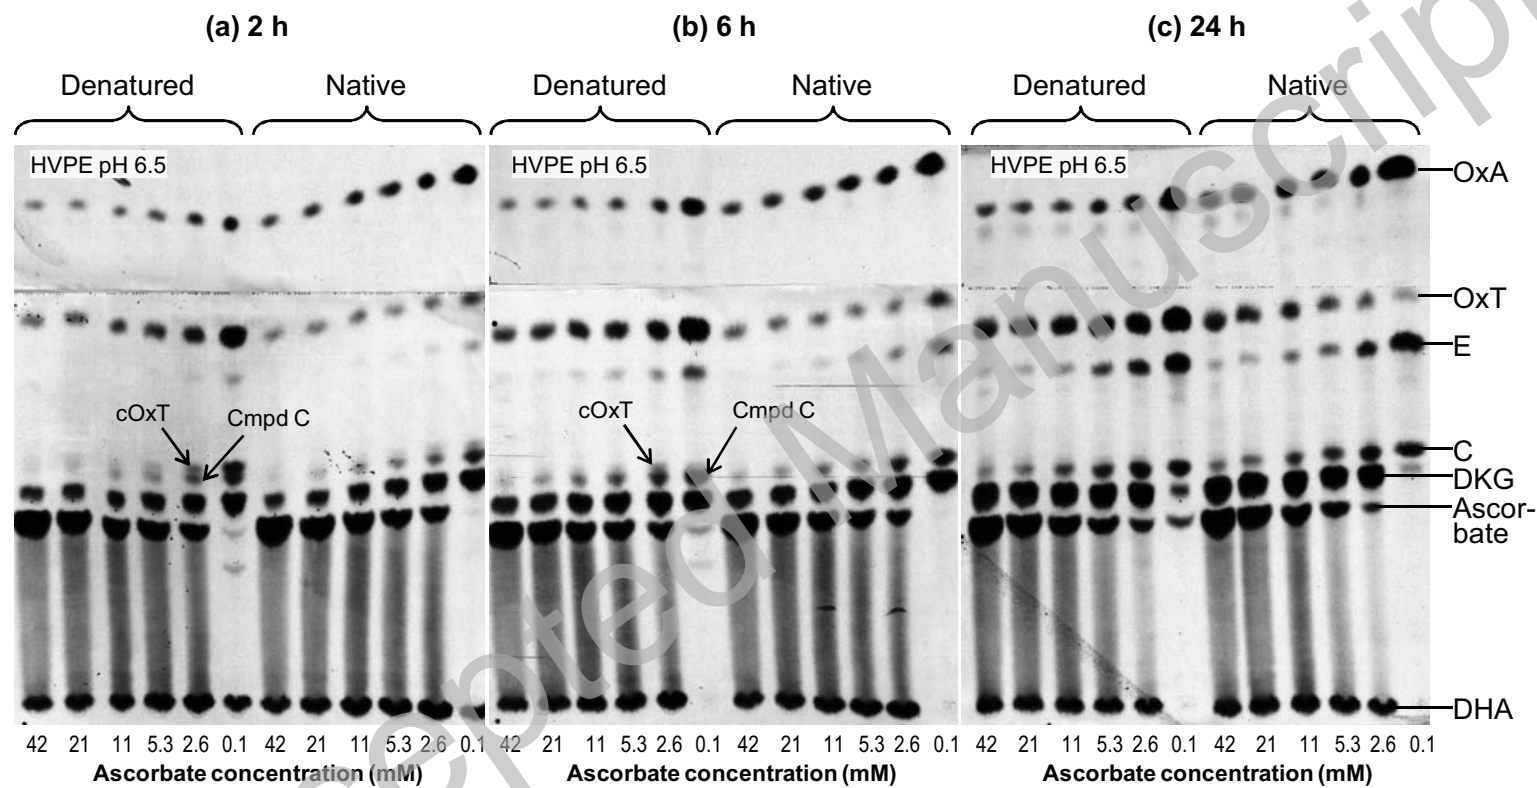 (a) 2 h (b) 6 h (c) 24 h
Denatured Native Denatured Native Denatured Native
HVPE pH 6.5 HVPE pH 6.5 HVPE pH 6.5
OxA
OxT
E
cOxT Cmpd C cOxT Cmpd C
C
DKG
Ascor-
bate
DHA
42 21 11 5.3 2.6 0.1 42 21 11 5.3 2.6 0.1 42 21 11 5.3 2.6 0.1 42 21 11 5.3 2.6 0.1 42 21 11 5.3 2.6 0.1 42 21 11 5.3 2.6 0.1
Ascorbate concentration (mM) Ascorbate concentration (mM) Ascorbate concentration (mM)
cepted Manuscrip